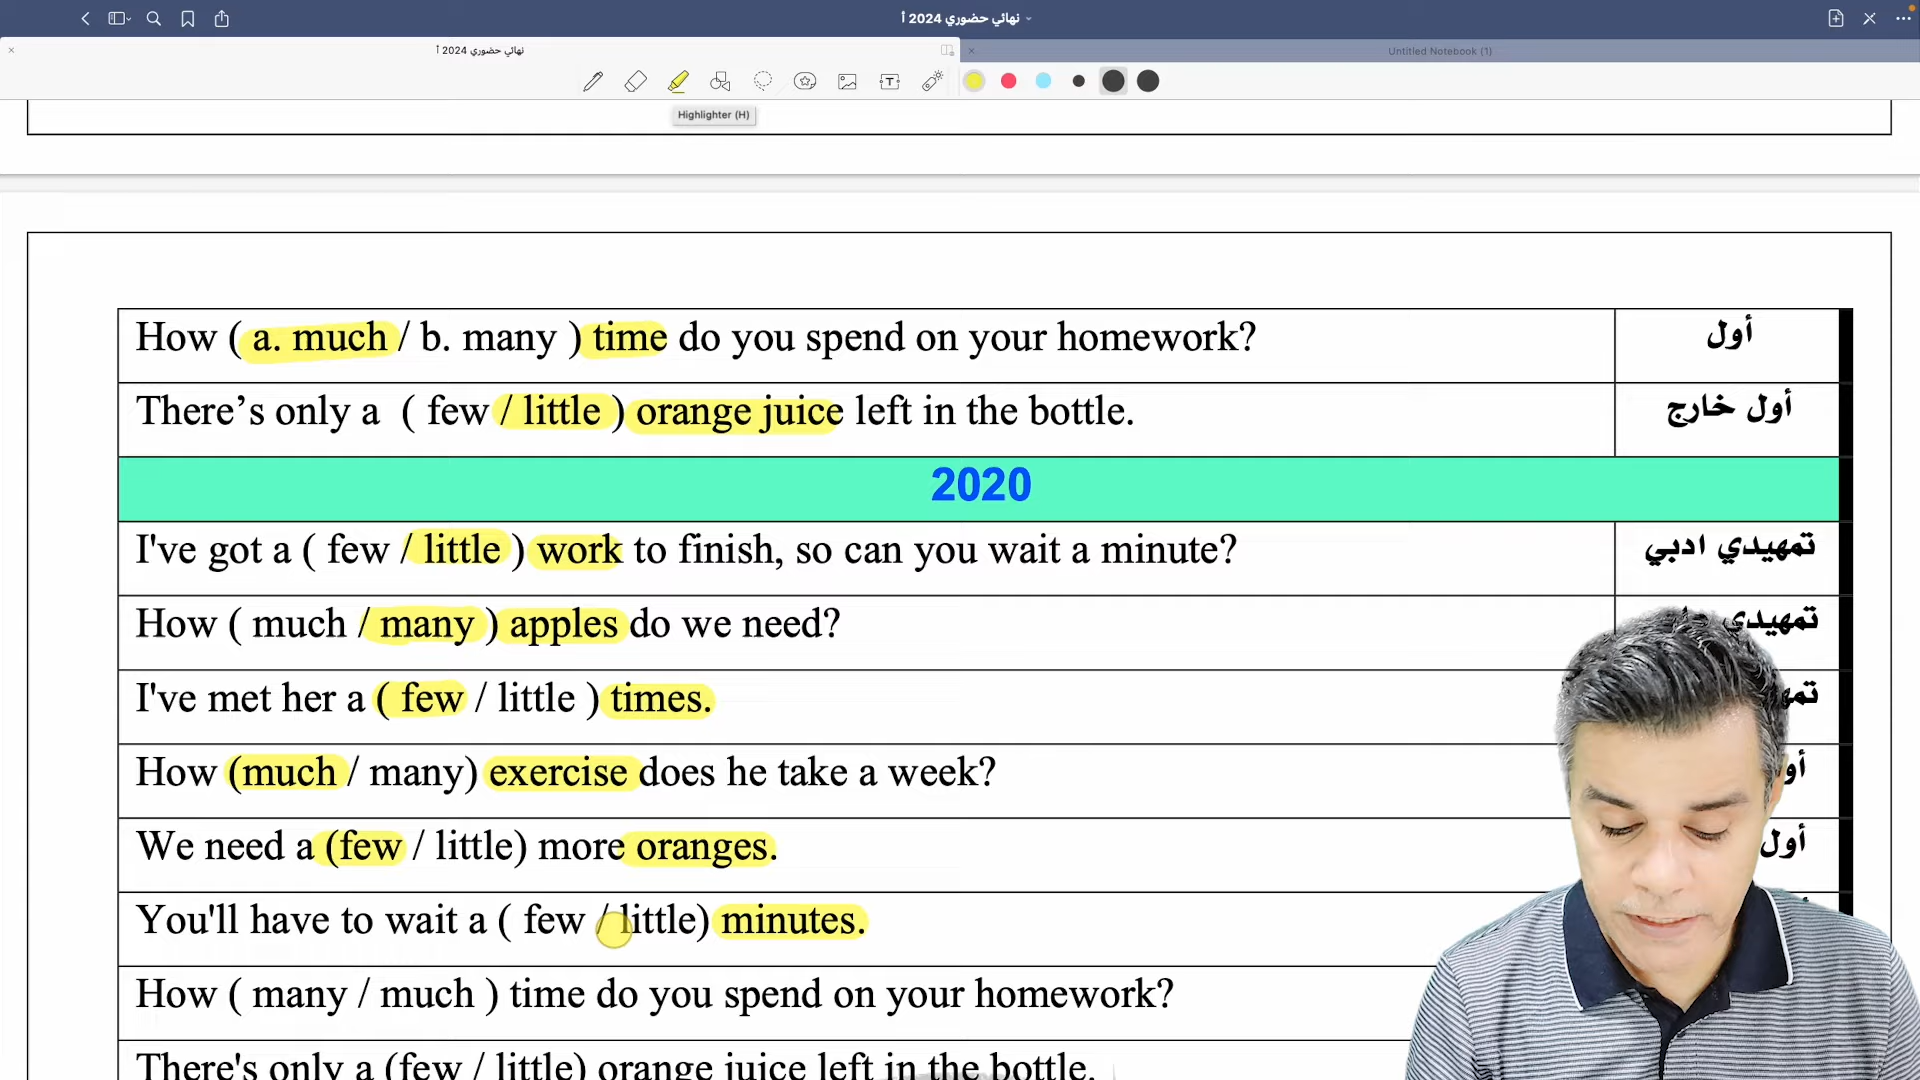 نهائي حضوري 2024 أ
نهائي حضوري 2024 أ
Untitled Notebook (1)
Highlighter (H)
How ( a. much / b. many ) time do you spend on your homework?
أول
There’s only a ( few / little ) orange juice left in the bottle.
أول خارج
2020
I've got a ( few / little ) work to finish, so can you wait a minute?
تمهيدي ادبي
How ( much / many ) apples do we need?
تمهيدي
I've met her a ( few / little ) times.
How (much / many) exercise does he take a week?
We need a (few / little) more oranges.
أول
You'll have to wait a ( few / little) minutes.
How ( many / much ) time do you spend on your homework?
There's only a (few / little) orange juice left in the bottle.